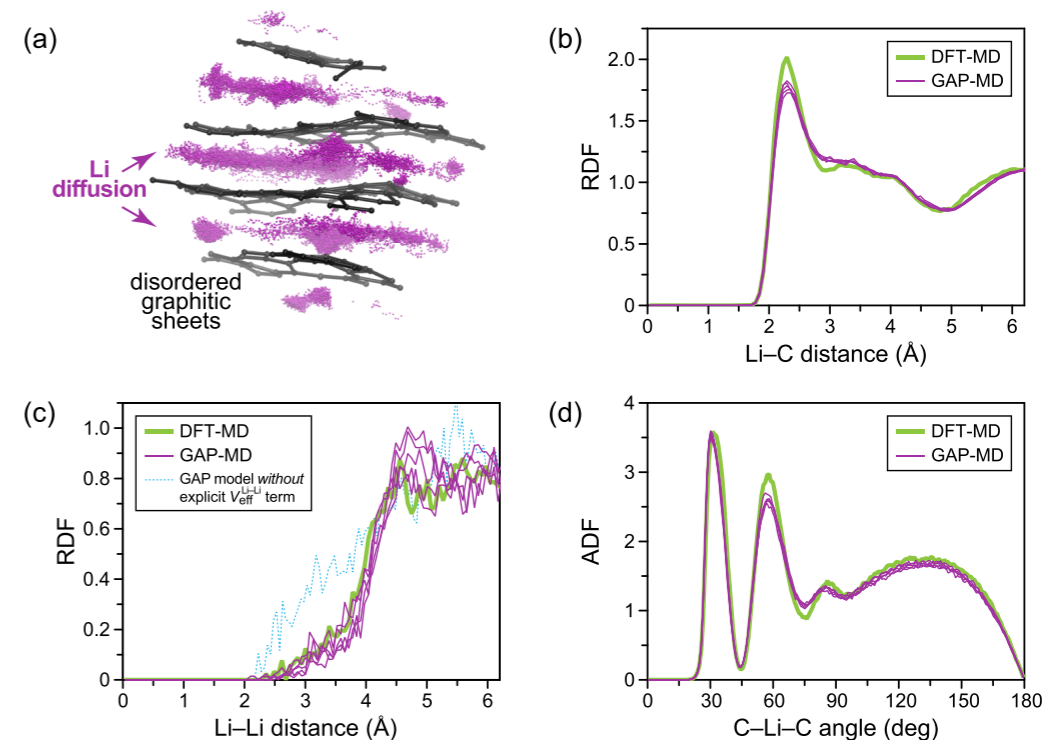 (a)
Li
diffusion
disordered
graphitic
sheets
(b)
2.0
1.5
1.0
0.5
0
RDF
DFT-MD
GAP-MD
0 1 2 3 4 5 6
Li–C distance (Å)
(c)
1.0
0.8
0.6
0.4
0.2
0
RDF
DFT-MD
GAP-MD
GAP model without
explicit V_eff^Li–Li term
0 1 2 3 4 5 6
Li–Li distance (Å)
(d)
4
3
2
1
0
ADF
DFT-MD
GAP-MD
0 30 60 90 120 150 180
C–Li–C angle (deg)